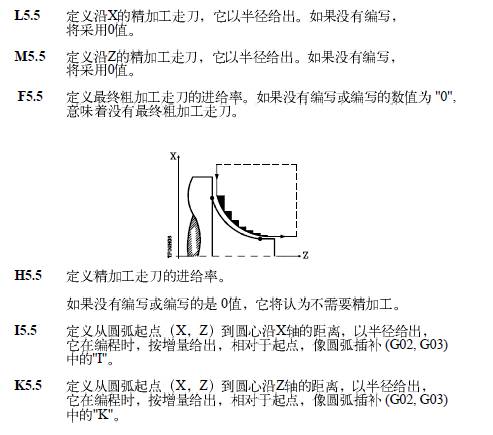 L5.5 定义沿X的精加工走刀，它以半径给出。如果没有编写，
将采用0值。
M5.5 定义沿Z的精加工走刀，它以半径给出。如果没有编写，
将采用0值。
F5.5 定义最终粗加工走刀的进给率。如果没有编写或编写的数值为 "0",
意味着没有最终粗加工走刀。
X
Z
H5.5 定义精加工走刀的进给率。
如果没有编写或编写的是 0值，它将认为不需要精加工。
I5.5 定义从圆弧起点（X，Z）到圆心沿X轴的距离，以半径给出，
它在编程时，按增量给出，相对于起点，像圆弧插补 (G02, G03)
中的"I"。
K5.5 定义从圆弧起点（X，Z）到圆心沿Z轴的距离，以半径给出，
它在编程时，按增量给出，相对于起点，像圆弧插补 (G02, G03)
中的"K"。